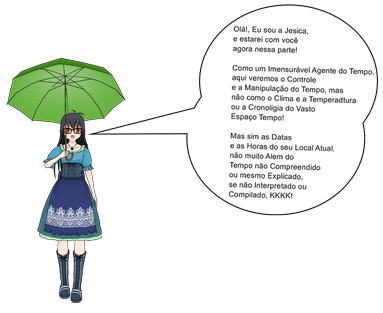 Olá!, Eu sou a Jesica,
e estarei com você
agora nessa parte!
Como um Imensurável Agente do Tempo,
aqui veremos o Controle
e a Manipulação do Tempo, mas
não como o Clima e a Temperadtura
ou a Cronoligia do Vasto
Espaço Tempo!
Mas sim as Datas
e as Horas do seu Local Atual,
não muito Alem do
Tempo não Compreendido
ou mesmo Explicado,
se não Interpretado ou
Compilado, KKKK!